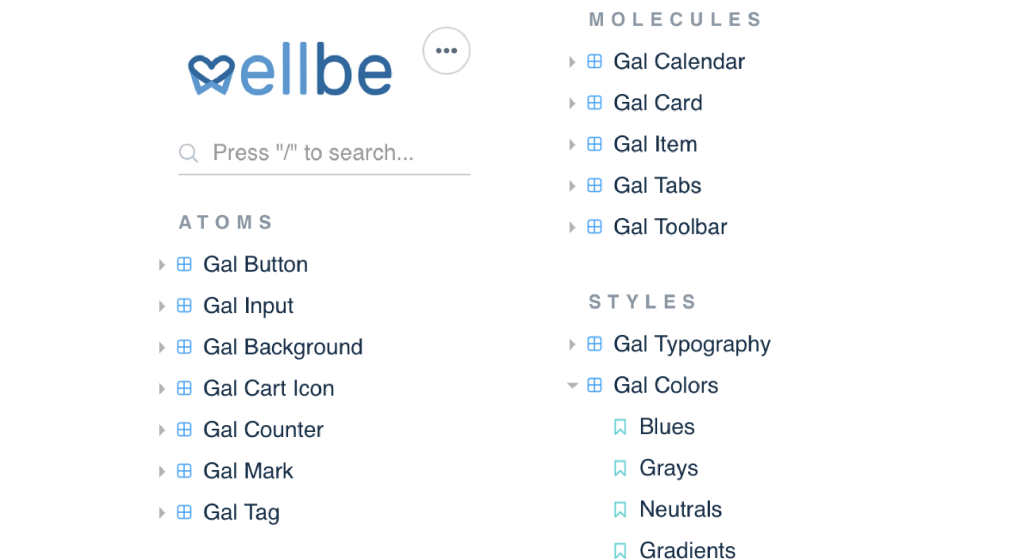 wellbe
Press "/" to search...
ATOMS
Gal Button
Gal Input
Gal Background
Gal Cart Icon
Gal Counter
Gal Mark
Gal Tag
MOLECULES
Gal Calendar
Gal Card
Gal Item
Gal Tabs
Gal Toolbar
STYLES
Gal Typography
Gal Colors
Blues
Grays
Neutrals
Gradients